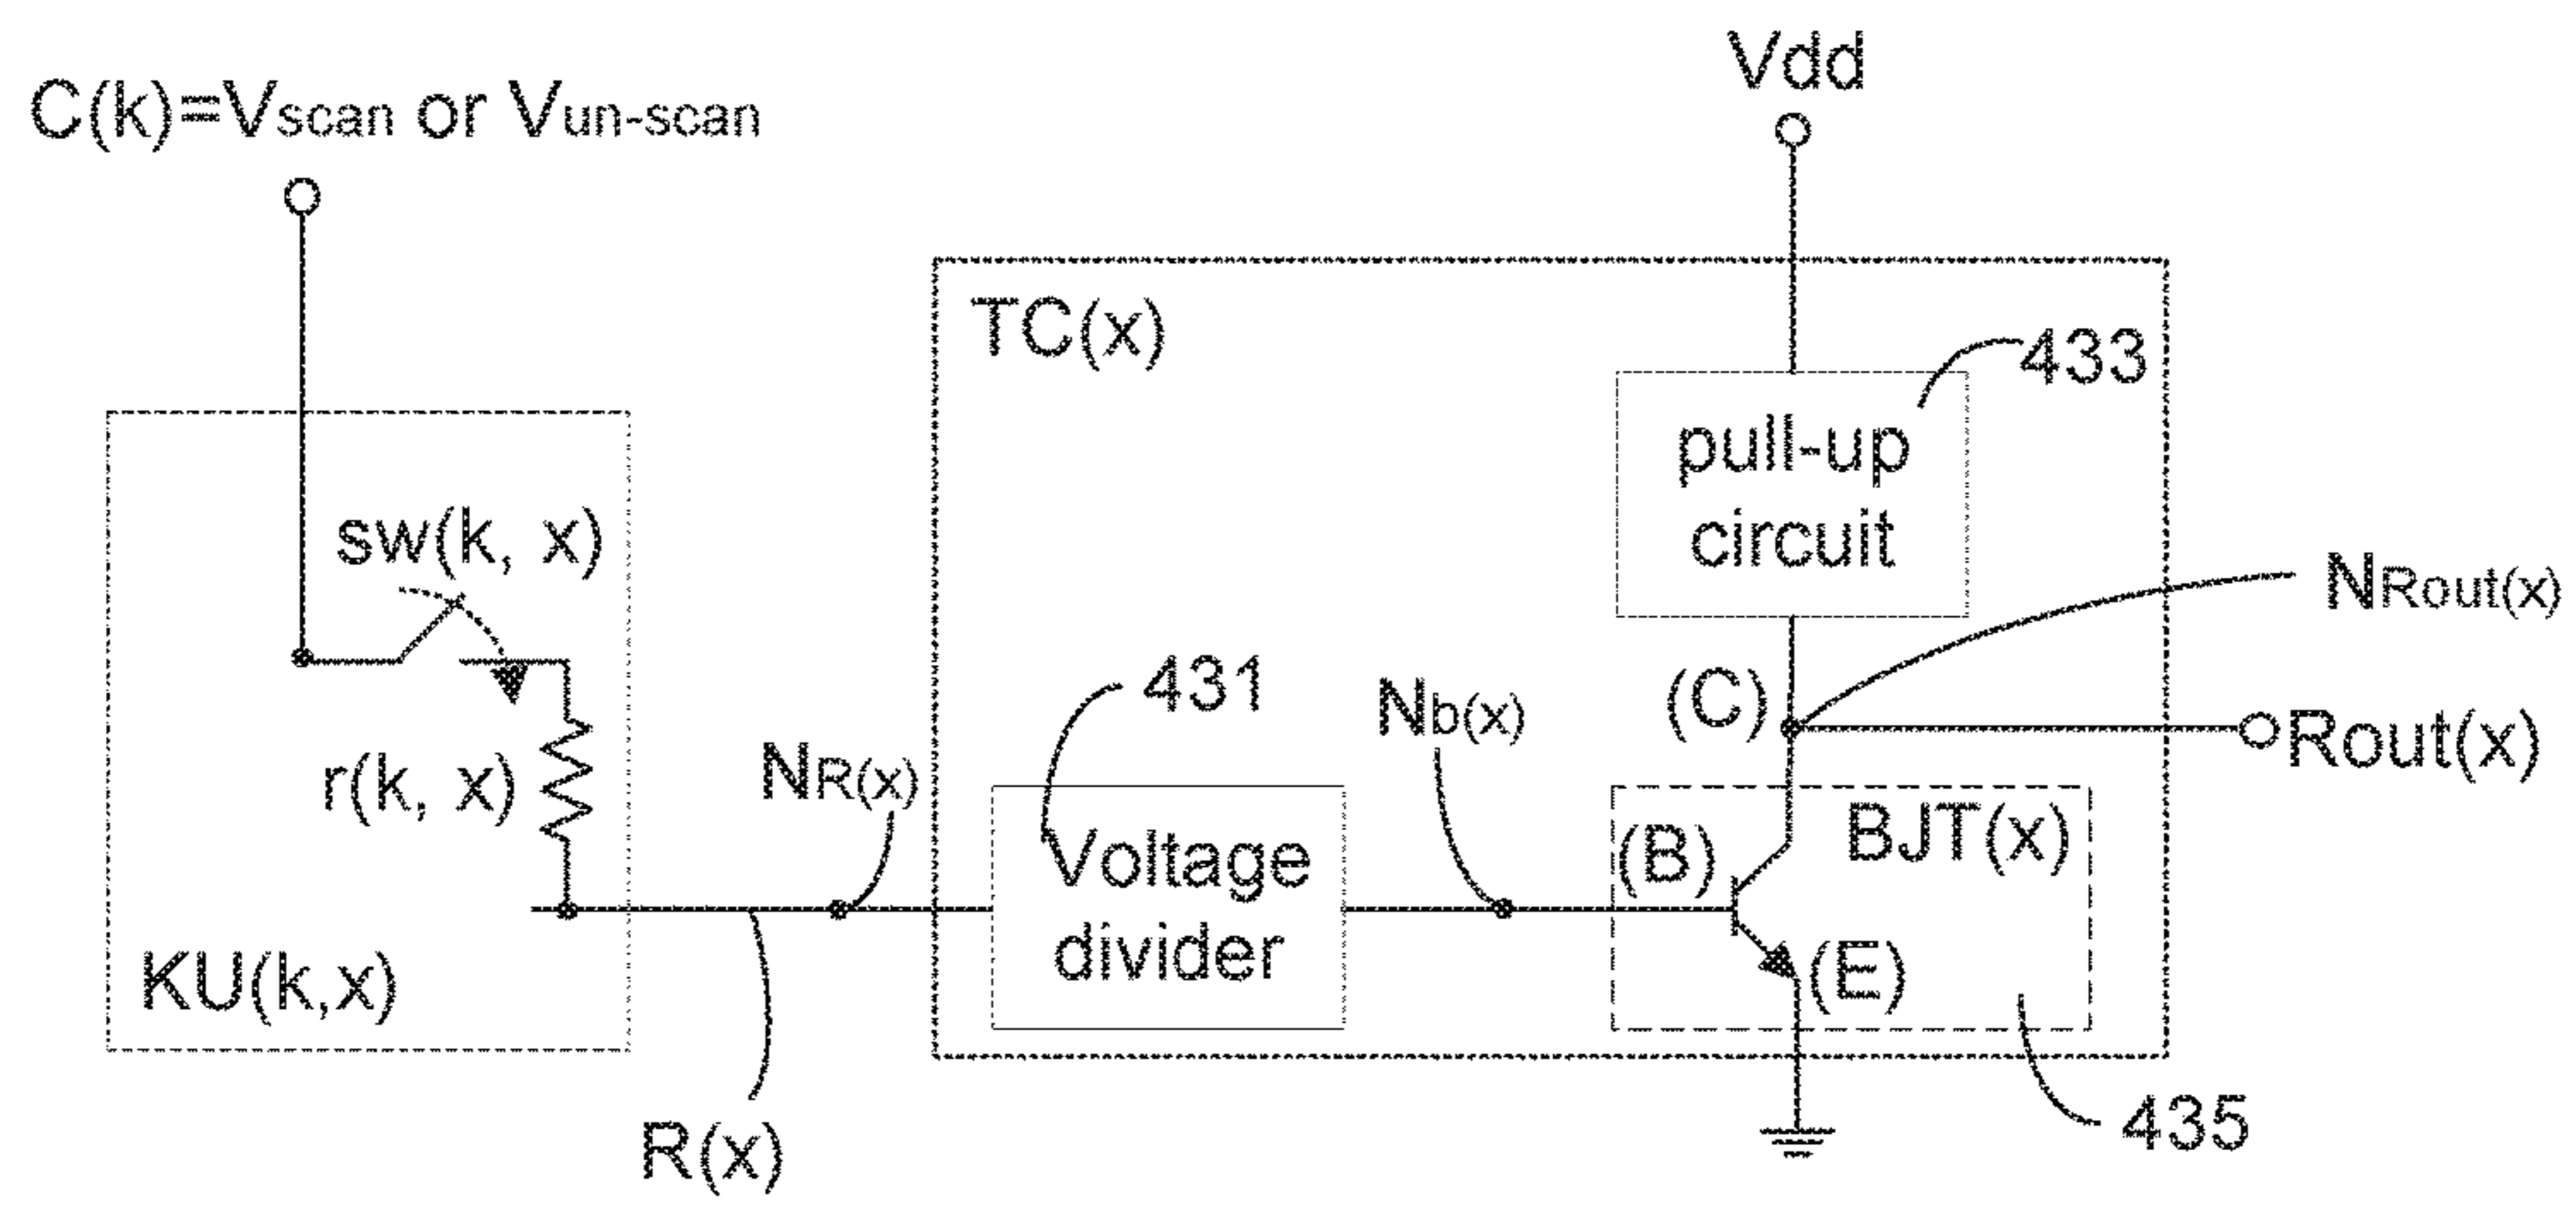 Vdd
C(k)=Vscan or Vun-scan
TC(x)
433
pull-up
circuit
sw(k, x)
NRout(x)
431
(C)
Nb(x)
Rout(x)
NR(x)
r(k, x)
BJT(x)
(B)
Voltage
divider
(E)
KU(k,x)
435
R(x)